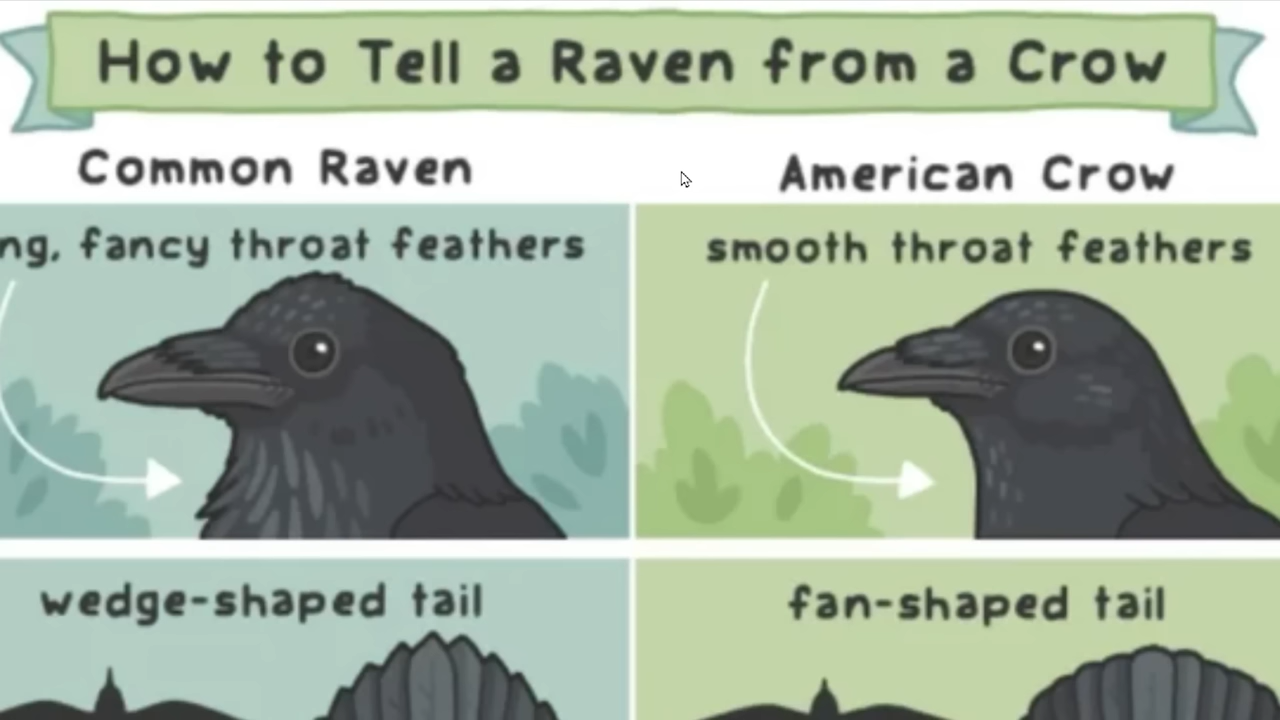 How to Tell a Raven from a Crow
Common Raven
American Crow
ng, fancy throat feathers
smooth throat feathers
wedge-shaped tail
fan-shaped tail